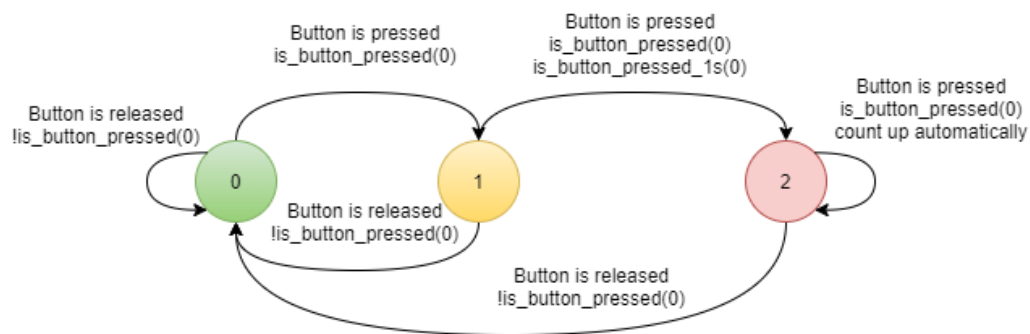 Button is pressed
is_button_pressed(0)
Button is pressed
is_button_pressed(0)
is_button_pressed_1s(0)
Button is pressed
is_button_pressed(0)
count up automatically
Button is released
!is_button_pressed(0)
0
1
2
Button is released
!is_button_pressed(0)
Button is released
!is_button_pressed(0)